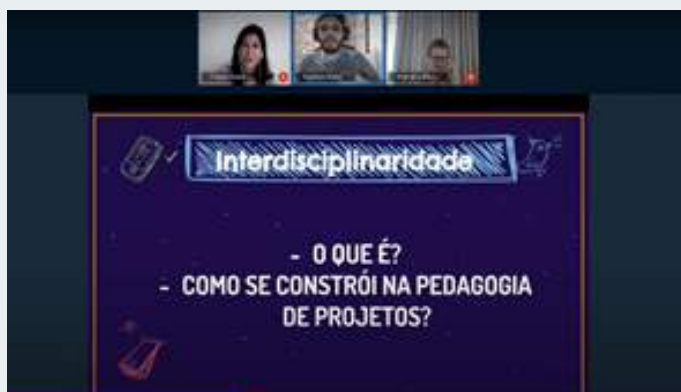 Interdisciplinaridade
- O QUE É?
- COMO SE CONSTRÓI NA PEDAGOGIA
DE PROJETOS?